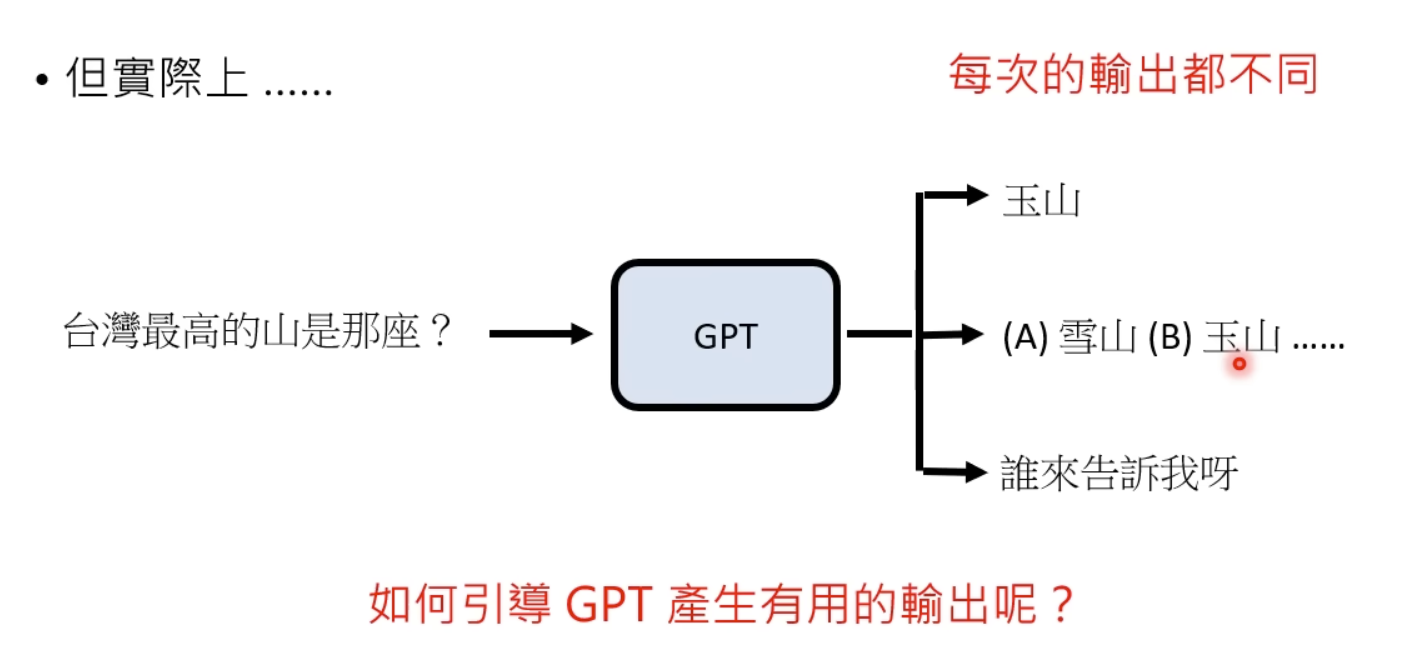 • 但實際上 ......
每次的輸出都不同
玉山
台灣最高的山是那座？
GPT
(A) 雪山 (B) 玉山 ......
誰來告訴我呀
如何引導 GPT 產生有用的輸出呢？